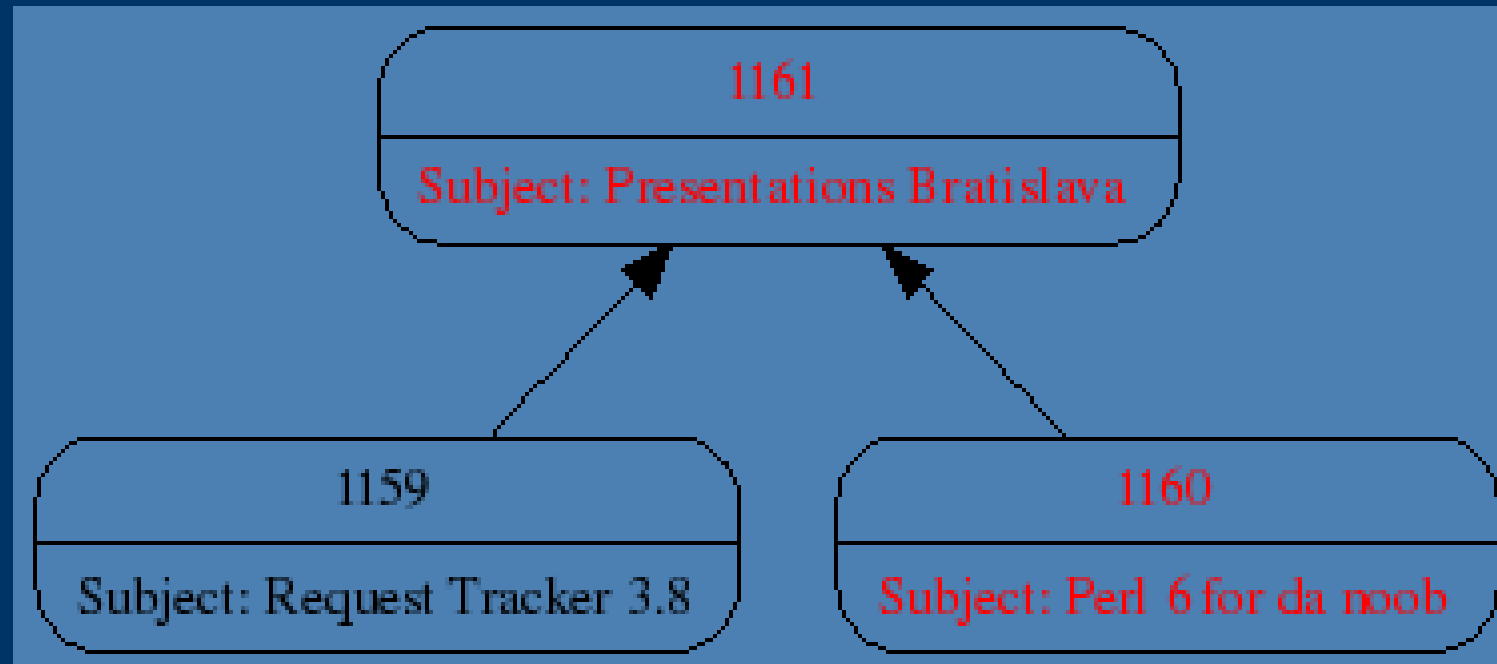 1161
Subject: Presentations Bratislava
1159
Subject: Request Tracker 3.8
1160
Subject: Perl 6 for da noob